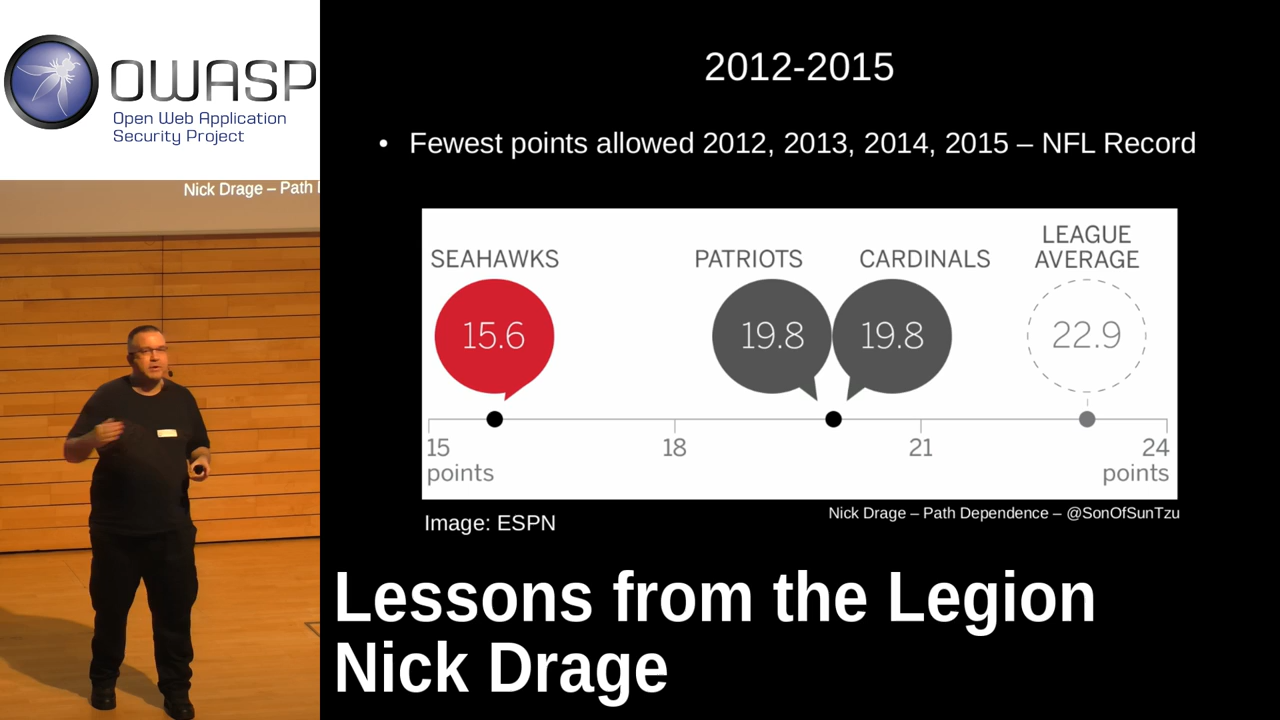 OWASP
Open Web Application
Security Project
Nick Drage – Path
2012-2015
• Fewest points allowed 2012, 2013, 2014, 2015 – NFL Record
SEAHAWKS
PATRIOTS
CARDINALS
LEAGUE
AVERAGE
15.6
19.8
19.8
22.9
15
points
18
21
24
points
Image: ESPN
Nick Drage – Path Dependence – @SonOfSunTzu
Lessons from the Legion
Nick Drage